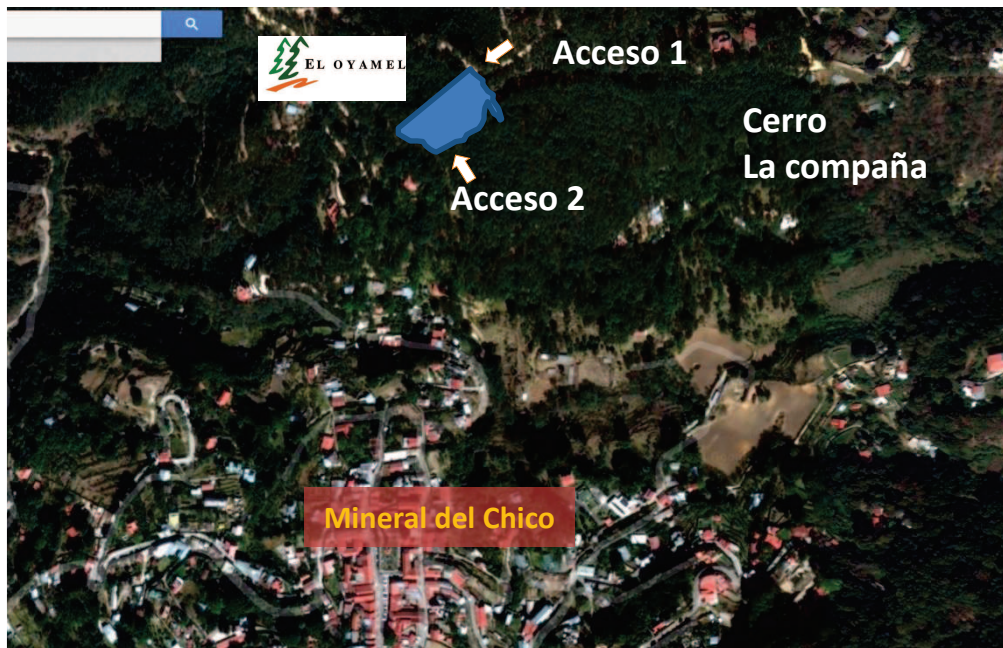 EL OYAMEL
Acceso 1
Cerro
La compaña
Acceso 2
Mineral del Chico